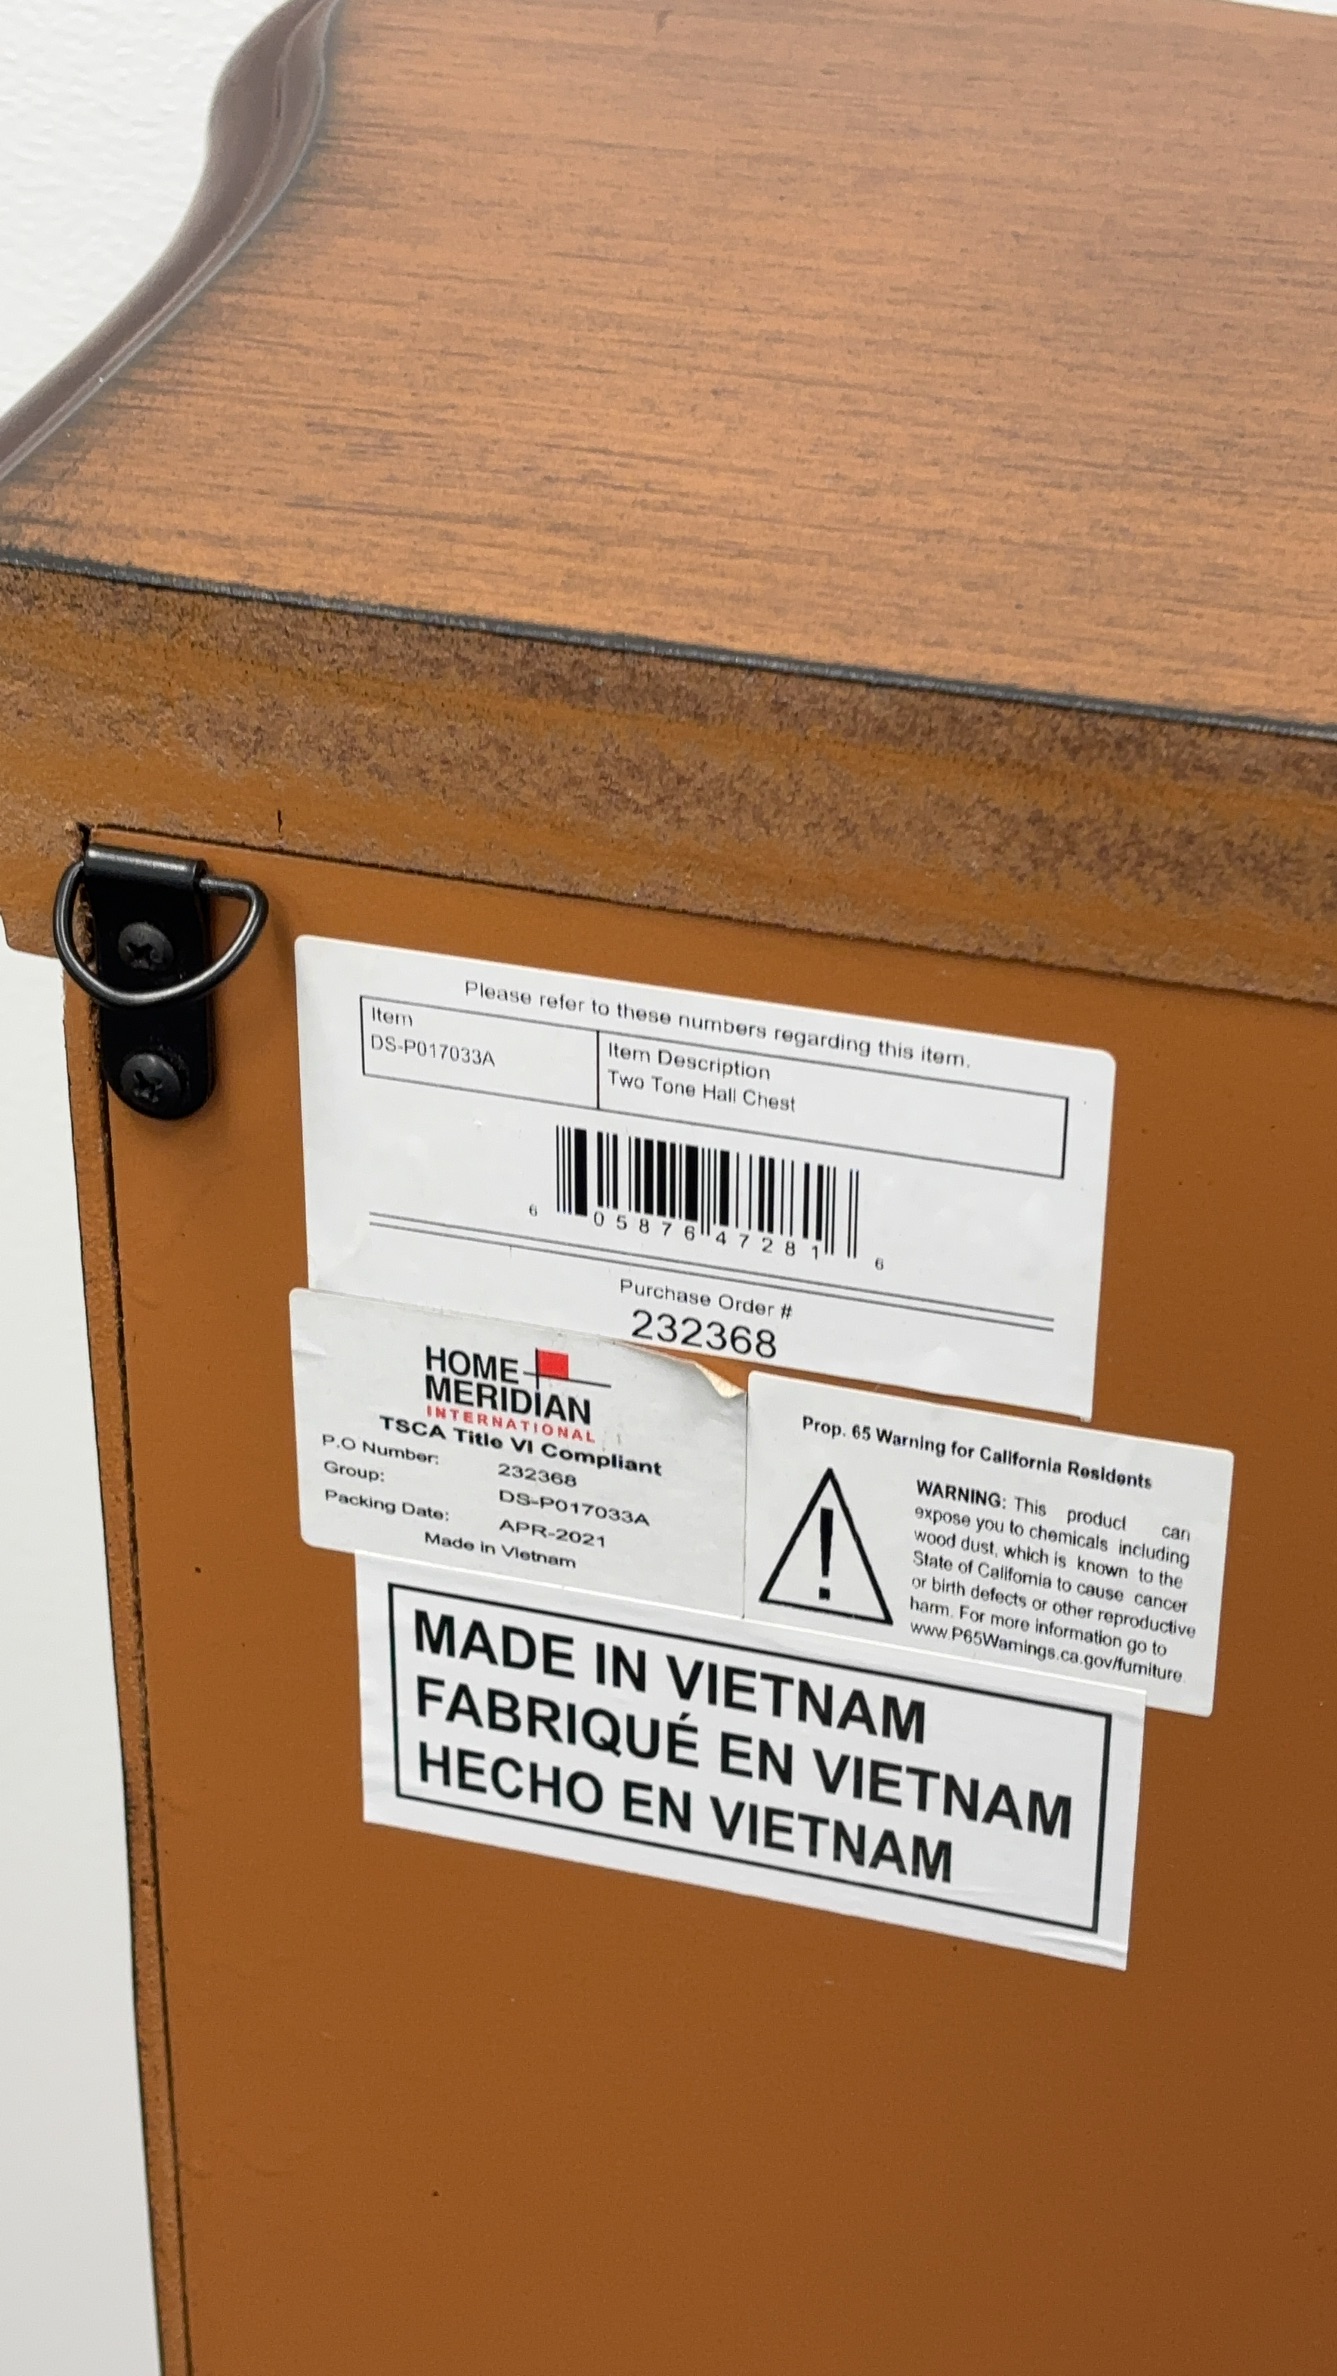 Please refer to these numbers regarding this item.
Item
DS-P017033A
Item Description
Two Tone Hall Chest
6 05876 47281 6
Purchase Order #
232368
HOME
MERIDIAN
INTERNATIONAL
TSCA Title VI Compliant
P.O Number: 232368
Group: DS-P017033A
Packing Date: APR-2021
Made in Vietnam
Prop. 65 Warning for California Residents
WARNING: This product can
expose you to chemicals including
wood dust, which is known to the
State of California to cause cancer
or birth defects or other reproductive
harm. For more information go to
www.P65Warnings.ca.gov/furniture.
MADE IN VIETNAM
FABRIQUÉ EN VIETNAM
HECHO EN VIETNAM